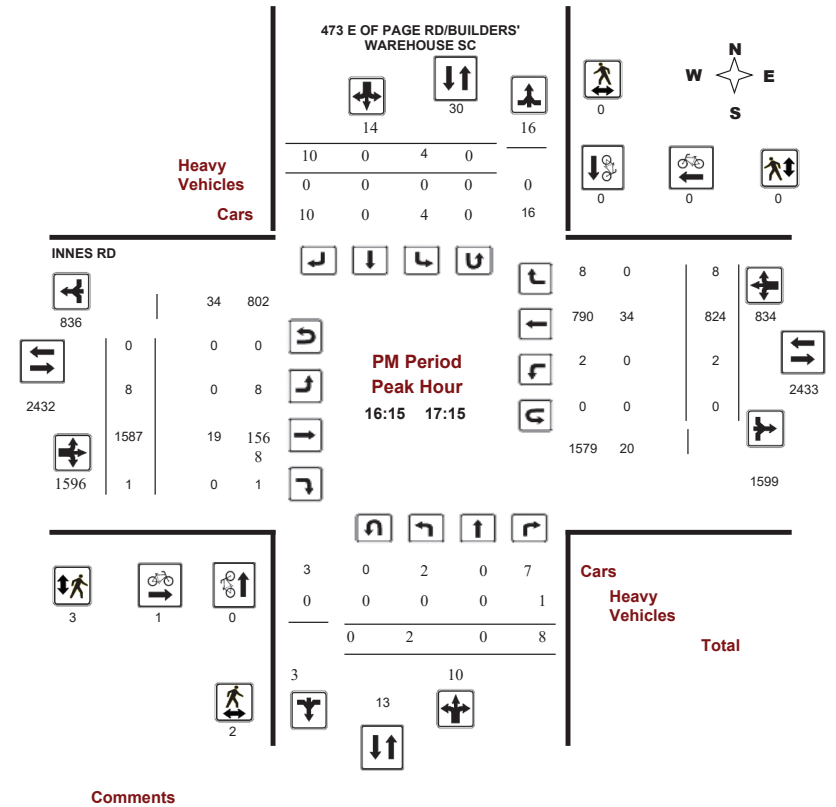 473 E OF PAGE RD/BUILDERS'
WAREHOUSE SC
N
W E
S
30
0
14 16
10 0 4 0
Heavy
Vehicles
0 0 0 0 0
Cars
10 0 4 0 16
0 0 0
INNES RD
8 0 8
34 802
836
790 34 824 834
0 0 0
PM Period
Peak Hour
2 0 2
8 0 8
2432
2433
16:15 17:15
0 0 0
1587 19 156
8
1579 20
1596 1 0 1
1599
3 0 2 0 7
Cars
0 0 0 0 1
Heavy
Vehicles
3 1 0
0 2 0 8
Total
3 10
13
2
Comments